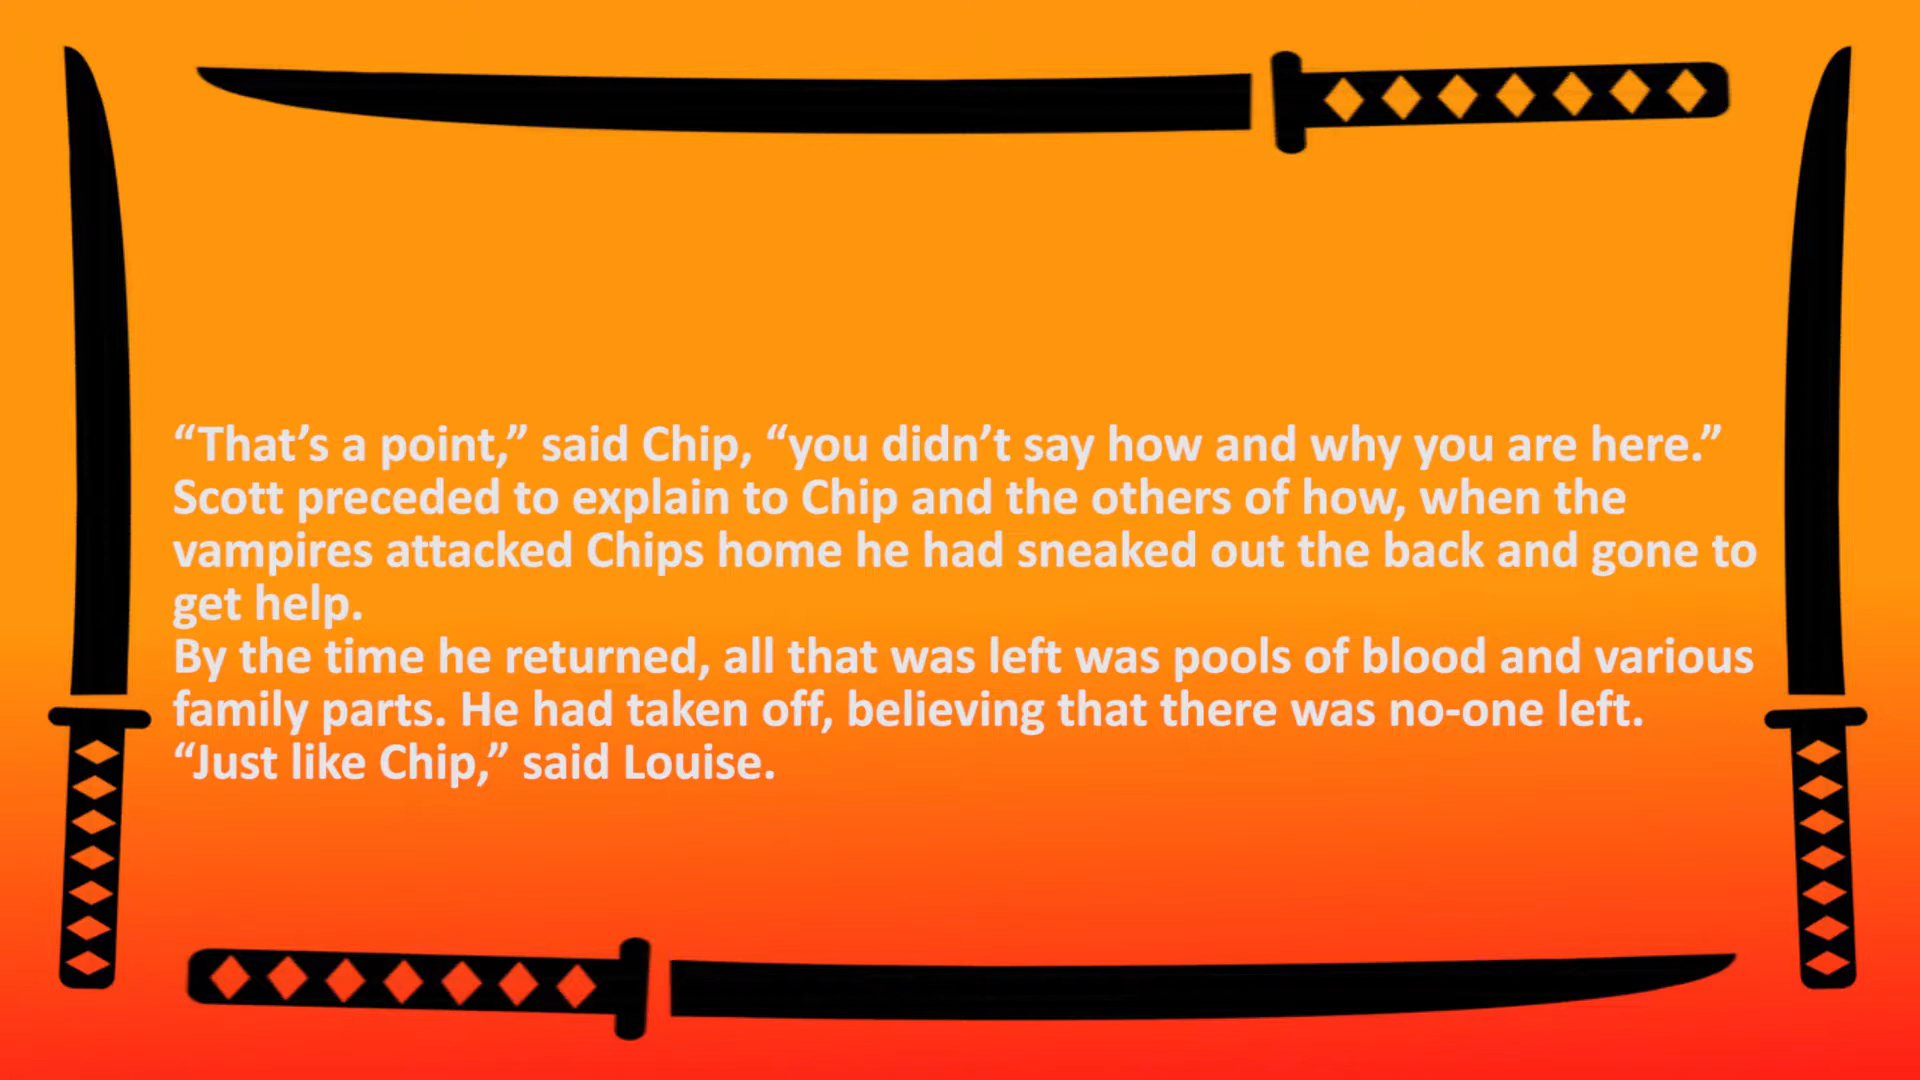 “That’s a point,” said Chip, “you didn’t say how and why you are here.”
Scott preceded to explain to Chip and the others of how, when the
vampires attacked Chips home he had sneaked out the back and gone to
get help.
By the time he returned, all that was left was pools of blood and various
family parts. He had taken off, believing that there was no-one left.
“Just like Chip,” said Louise.